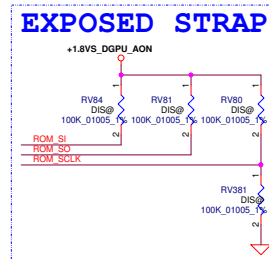 EXPOSED STRAP
+1.8VS_DGPU_AON
1 1 1
RV84 RV81 RV80
DIS@ DIS@ DIS@
100K_01005_1% 100K_01005_1% 100K_01005_1%
2 2 2
ROM_SI
ROM_SO
ROM_SCLK
1
RV381
DIS@
100K_01005_1%
2